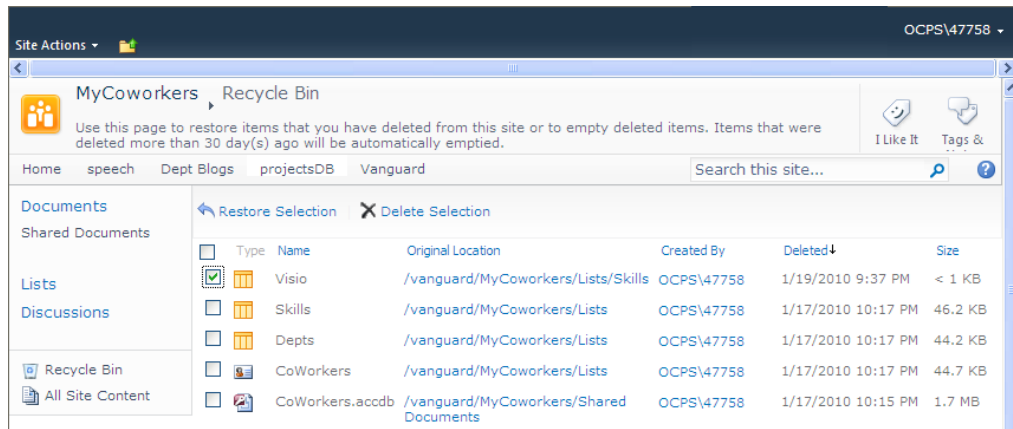 OCPS\47758
Site Actions
MyCoworkers Recycle Bin
Use this page to restore items that you have deleted from this site or to empty deleted items. Items that were
deleted more than 30 day(s) ago will be automatically emptied.
I Like It Tags &
Home speech Dept Blogs projectsDB Vanguard Search this site...
Documents
Shared Documents
Lists
Discussions
Recycle Bin
All Site Content
Restore Selection Delete Selection
Type Name Original Location Created By Deleted Size
Visio /vanguard/MyCoworkers/Lists/Skills OCPS\47758 1/19/2010 9:37 PM < 1 KB
Skills /vanguard/MyCoworkers/Lists OCPS\47758 1/17/2010 10:17 PM 46.2 KB
Depts /vanguard/MyCoworkers/Lists OCPS\47758 1/17/2010 10:17 PM 44.2 KB
CoWorkers /vanguard/MyCoworkers/Lists OCPS\47758 1/17/2010 10:17 PM 44.7 KB
CoWorkers.accdb /vanguard/MyCoworkers/Shared OCPS\47758 1/17/2010 10:15 PM 1.7 MB
Documents